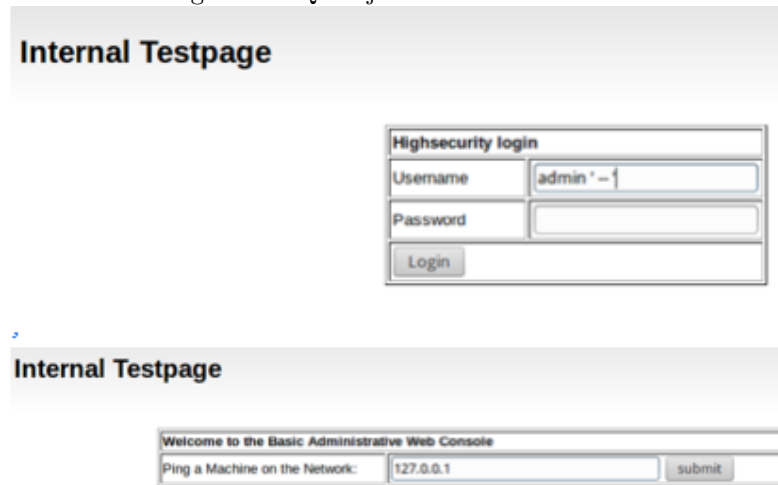 Internal Testpage
Highsecurity login
Username admin ' -- '
Password
Login
,
Internal Testpage
Welcome to the Basic Administrative Web Console
Ping a Machine on the Network: 127.0.0.1 submit